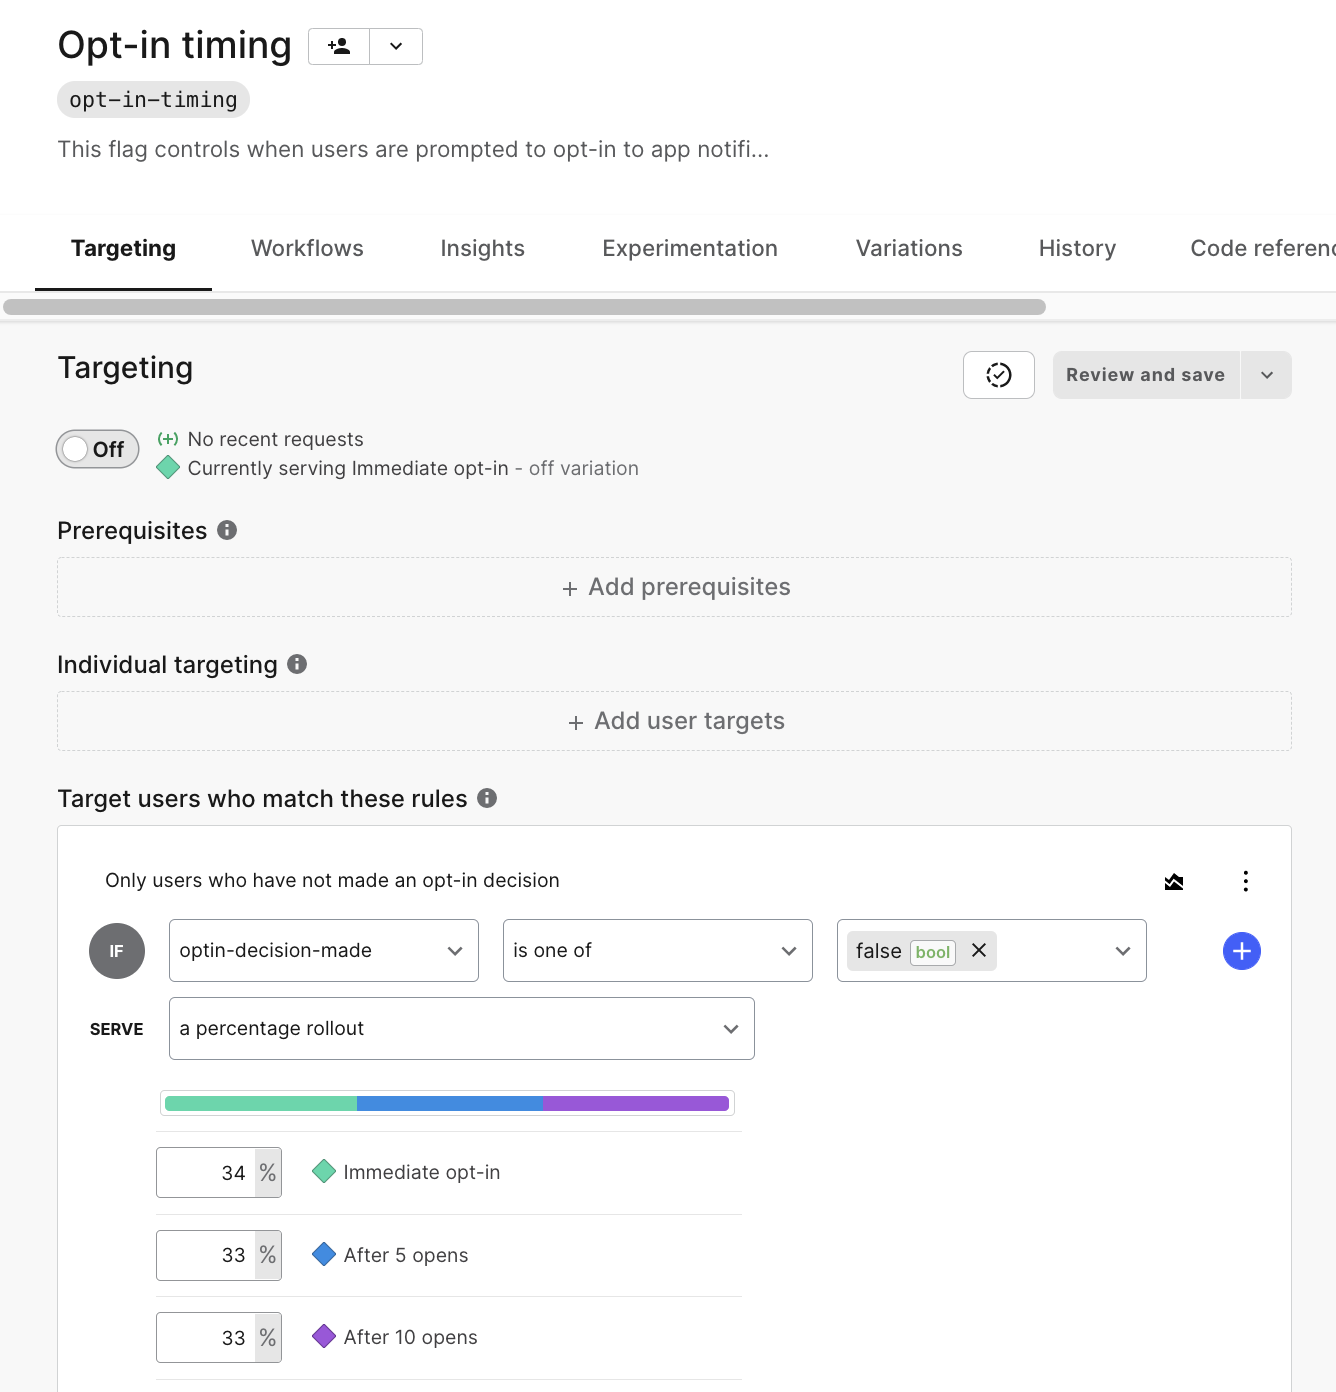 Opt-in timing
opt-in-timing
This flag controls when users are prompted to opt-in to app notifi...
Targeting Workflows Insights Experimentation Variations History Code referenc
Targeting
Review and save
Off
(+) No recent requests
Currently serving Immediate opt-in - off variation
Prerequisites
+ Add prerequisites
Individual targeting
+ Add user targets
Target users who match these rules
Only users who have not made an opt-in decision
IF optin-decision-made is one of false bool
SERVE a percentage rollout
34 % Immediate opt-in
33 % After 5 opens
33 % After 10 opens